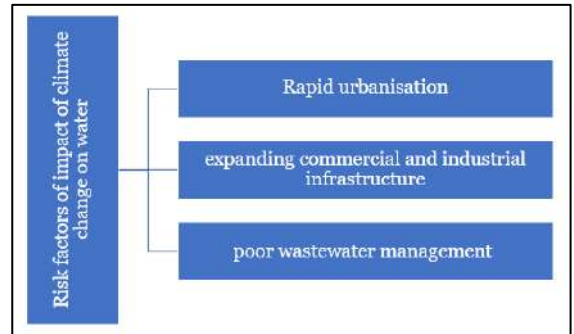 Risk factors of impact of climate
change on water
Rapid urbanisation
expanding commercial and industrial
infrastructure
poor wastewater management